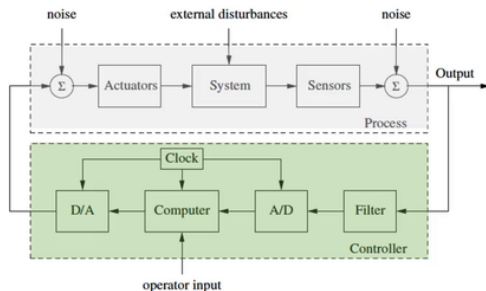 noise
external disturbances
noise
Σ
Actuators
System
Sensors
Σ
Output
Process
Clock
D/A
Computer
A/D
Filter
Controller
operator input